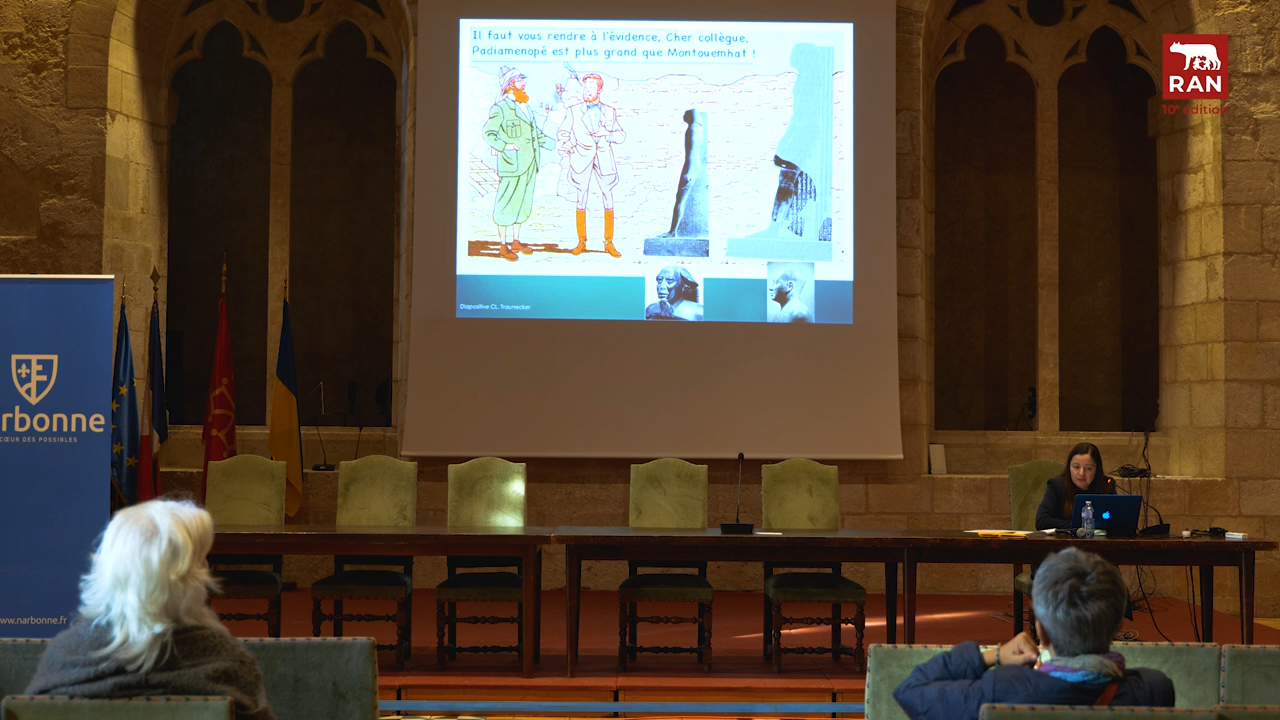 Il faut vous rendre à l'évidence, Cher collègue,
Padiamenopé est plus grand que Montouemhat !
Diapositive CL. Traunecker
RAN
10e édition
rbonne
CŒUR DES POSSIBLES
www.narbonne.fr